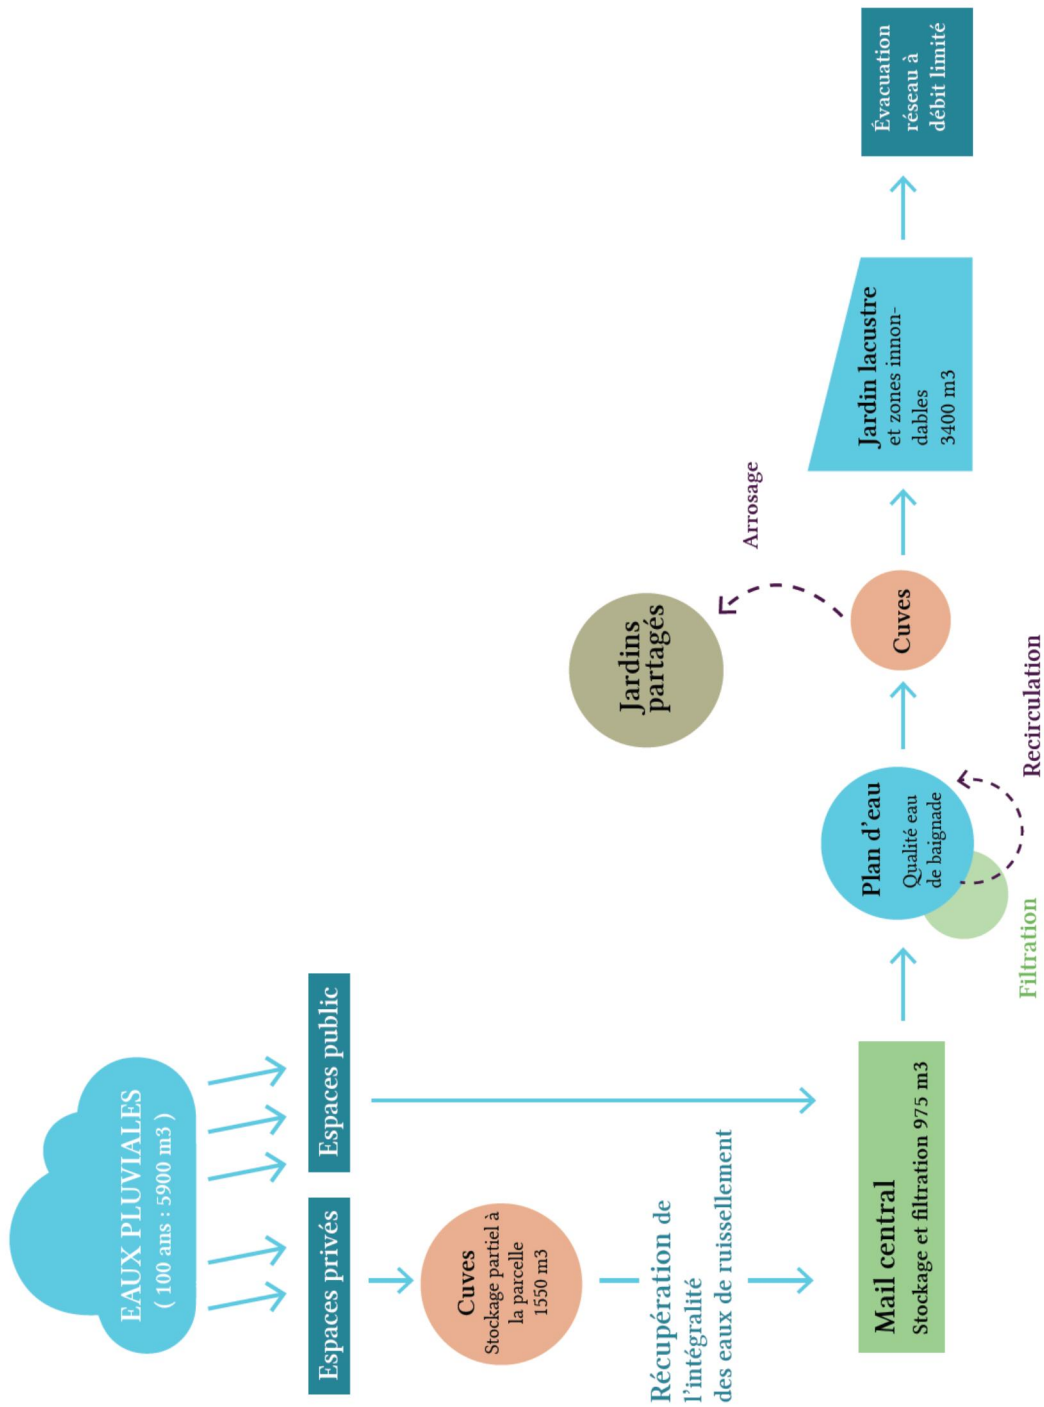 EAUX PLUVIALES
( 100 ans : 5900 m3 )
Espaces privés
Espaces public
Cuves
Stockage partiel à
la parcelle
1550 m3
Récupération de
l’intégralité
des eaux de ruissellement
Mail central
Stockage et filtration 975 m3
Plan d’eau
Qualité eau
de baignade
Filtration
Recirculation
Cuves
Arrosage
Jardins
partagés
Jardin lacustre
et zones innon-
dables
3400 m3
Évacuation
réseau à
débit limité